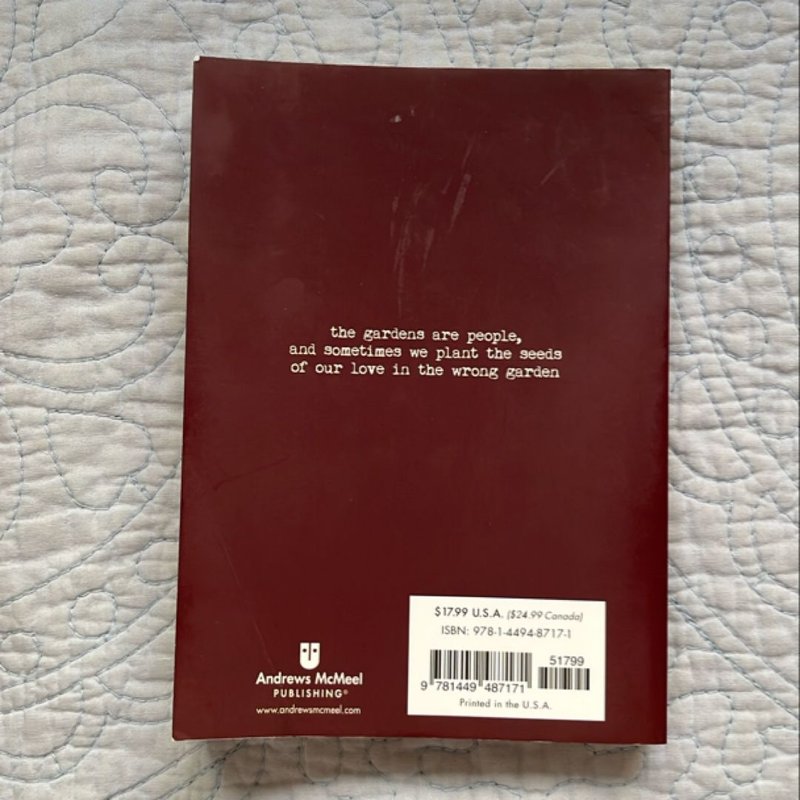 the gardens are people,
and sometimes we plant the seeds
of our love in the wrong garden
$17.99 U.S.A. ($24.99 Canada)
ISBN: 978-1-4494-8717-1
51799
9 781449 487171
Printed in the U.S.A.
Andrews McMeel
PUBLISHING®
www.andrewsmcmeel.com